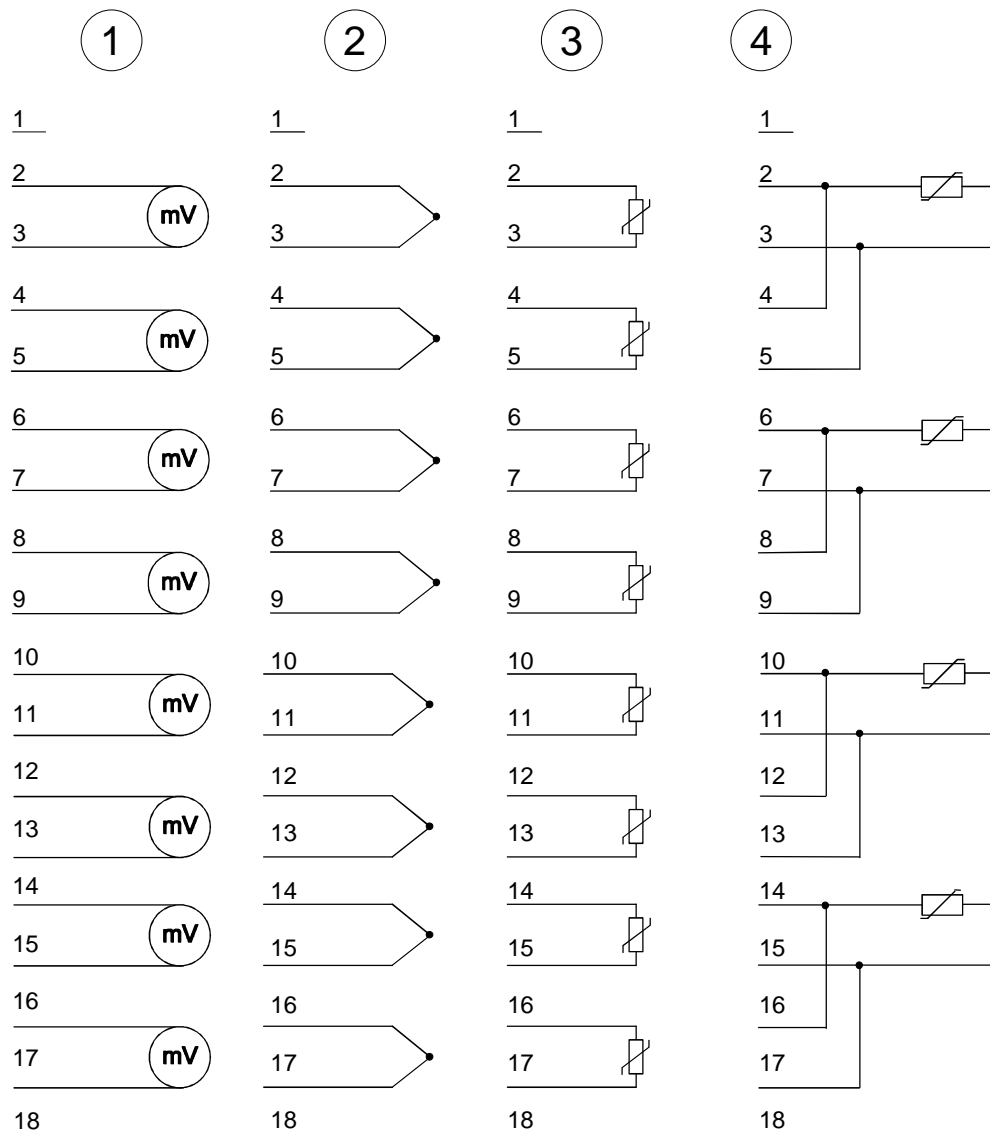 1 2 3 4
1 1 1 1
2 2 2 2
mV
3 3 3 3
4 4 4 4
mV
5 5 5 5
6 6 6 6
mV
7 7 7 7
8 8 8 8
mV
9 9 9 9
10 10 10 10
mV
11 11 11 11
12 12 12 12
mV
13 13 13 13
14 14 14 14
mV
15 15 15 15
16 16 16 16
mV
17 17 17 17
18 18 18 18